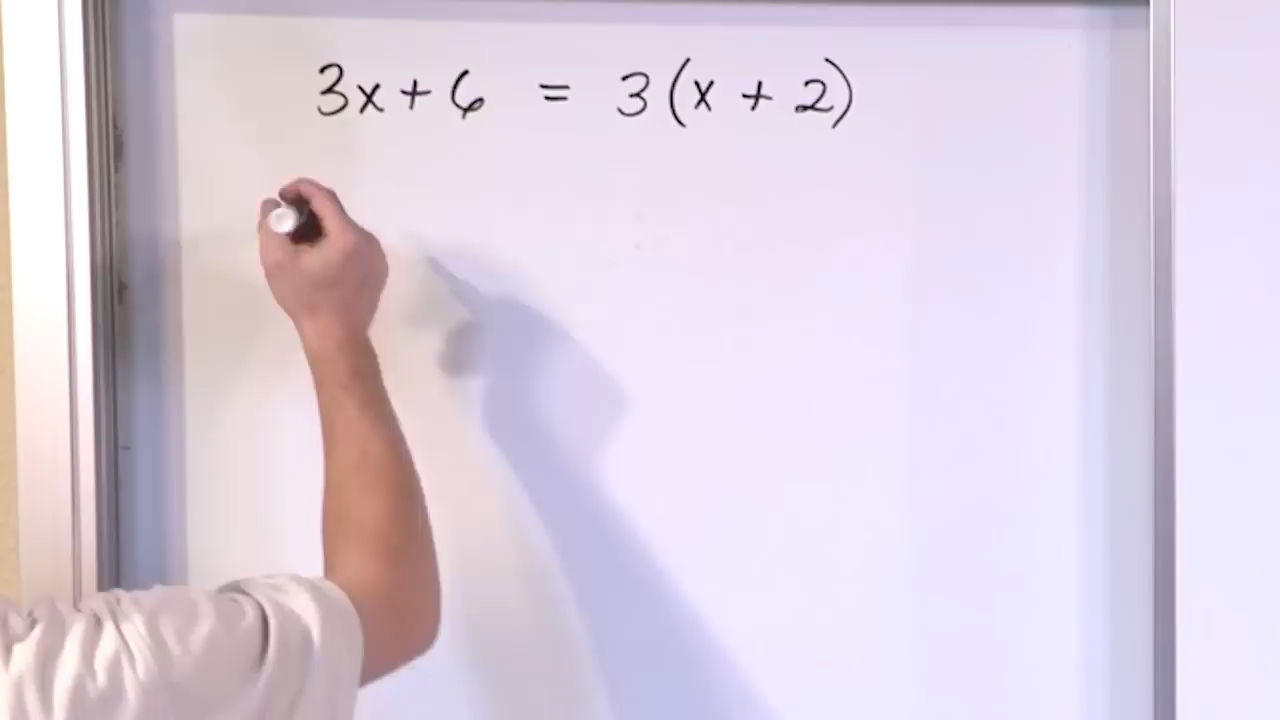 3x + 6 = 3(x + 2)